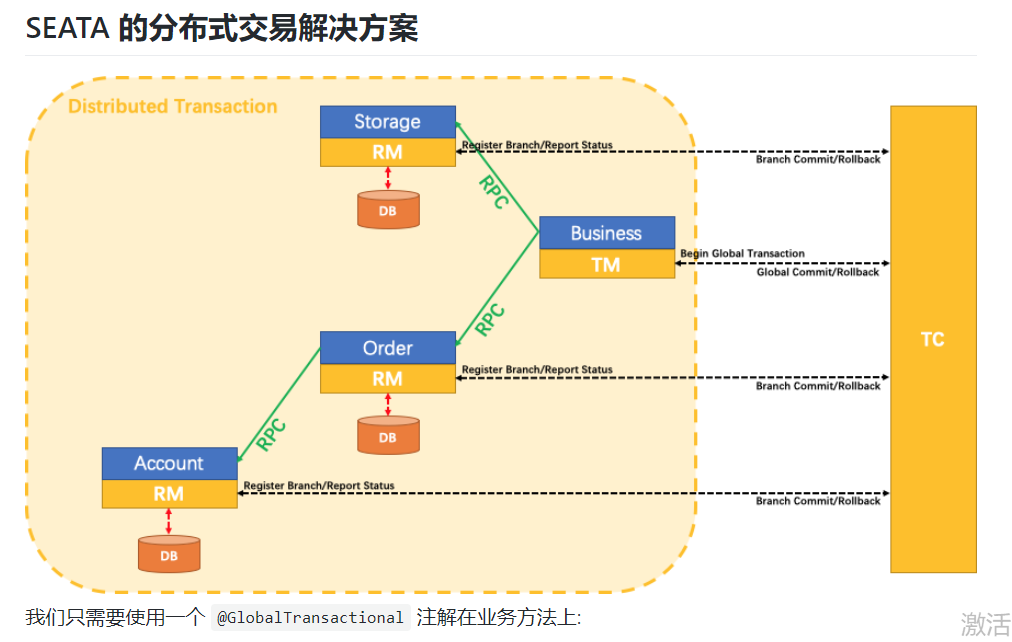 SEATA 的分布式交易解决方案
Distributed Transaction
Storage
RM
Register Branch/Report Status
Branch Commit/Rollback
DB
RPC
Business
TM
Begin Global Transaction
Global Commit/Rollback
TC
RPC
Order
RM
Register Branch/Report Status
Branch Commit/Rollback
DB
RPC
Account
RM
Register Branch/Report Status
Branch Commit/Rollback
DB
我们只需要使用一个 @GlobalTransactional 注解在业务方法上:
激活